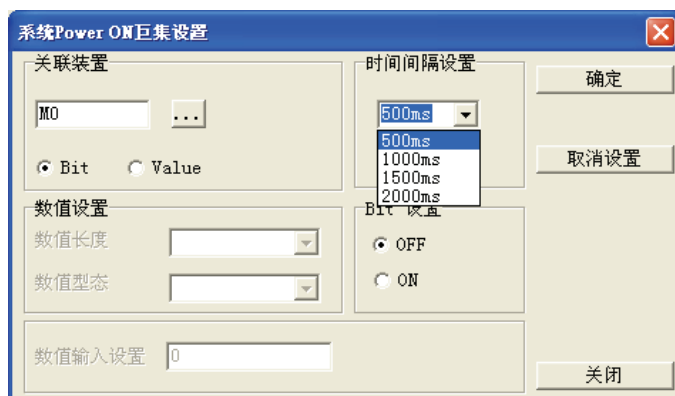 系统Power ON巨集设置
关联装置
M0
...
Bit
Value
时间间隔设置
500ms
500ms
1000ms
1500ms
2000ms
确定
取消设置
数值设置
数值长度
数值型态
Bit 设置
OFF
ON
数值输入设置
0
关闭